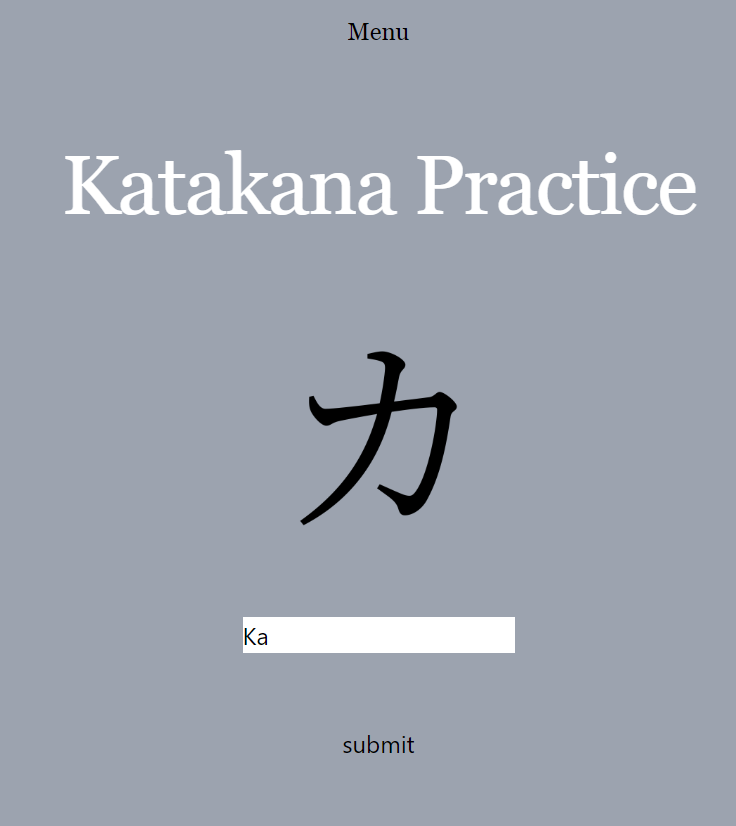 Menu
Katakana Practice
カ
Ka
submit